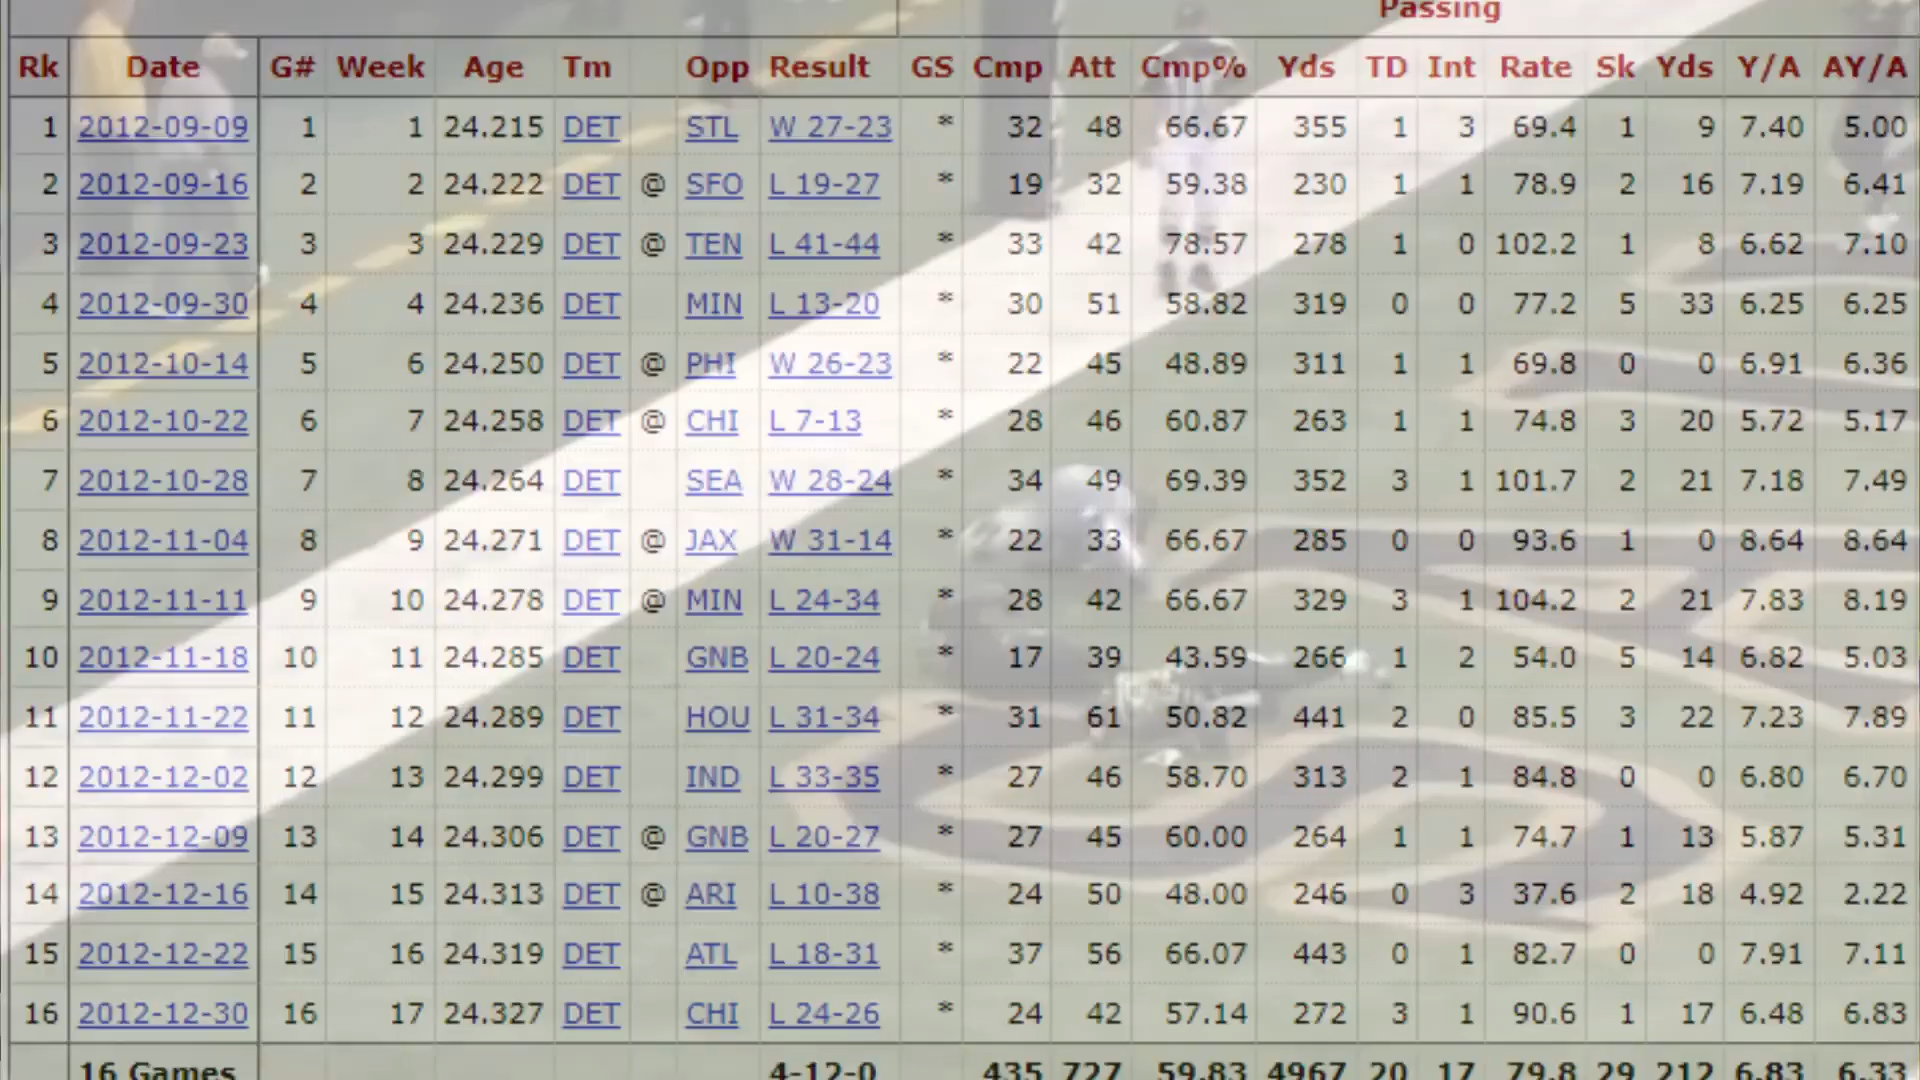 Passing
Rk Date G# Week Age Tm Opp Result GS Cmp Att Cmp% Yds TD Int Rate Sk Yds Y/A AY/A
1 2012-09-09 1 1 24.215 DET STL W 27-23 * 32 48 66.67 355 1 3 69.4 1 9 7.40 5.00
2 2012-09-16 2 2 24.222 DET @ SFO L 19-27 * 19 32 59.38 230 1 1 78.9 2 16 7.19 6.41
3 2012-09-23 3 3 24.229 DET @ TEN L 41-44 * 33 42 78.57 278 1 0 102.2 1 8 6.62 7.10
4 2012-09-30 4 4 24.236 DET MIN L 13-20 * 30 51 58.82 319 0 0 77.2 5 33 6.25 6.25
5 2012-10-14 5 6 24.250 DET @ PHI W 26-23 * 22 45 48.89 311 1 1 69.8 0 0 6.91 6.36
6 2012-10-22 6 7 24.258 DET @ CHI L 7-13 * 28 46 60.87 263 1 1 74.8 3 20 5.72 5.17
7 2012-10-28 7 8 24.264 DET SEA W 28-24 * 34 49 69.39 352 3 1 101.7 2 21 7.18 7.49
8 2012-11-04 8 9 24.271 DET @ JAX W 31-14 * 22 33 66.67 285 0 0 93.6 1 0 8.64 8.64
9 2012-11-11 9 10 24.278 DET @ MIN L 24-34 * 28 42 66.67 329 3 1 104.2 2 21 7.83 8.19
10 2012-11-18 10 11 24.285 DET GNB L 20-24 * 17 39 43.59 266 1 2 54.0 5 14 6.82 5.03
11 2012-11-22 11 12 24.289 DET HOU L 31-34 * 31 61 50.82 441 2 0 85.5 3 22 7.23 7.89
12 2012-12-02 12 13 24.299 DET IND L 33-35 * 27 46 58.70 313 2 1 84.8 0 0 6.80 6.70
13 2012-12-09 13 14 24.306 DET @ GNB L 20-27 * 27 45 60.00 264 1 1 74.7 1 13 5.87 5.31
14 2012-12-16 14 15 24.313 DET @ ARI L 10-38 * 24 50 48.00 246 0 3 37.6 2 18 4.92 2.22
15 2012-12-22 15 16 24.319 DET ATL L 18-31 * 37 56 66.07 443 0 1 82.7 0 0 7.91 7.11
16 2012-12-30 16 17 24.327 DET CHI L 24-26 * 24 42 57.14 272 3 1 90.6 1 17 6.48 6.83
16 Games 4-12-0 435 727 59.83 4967 20 17 79.8 29 212 6.83 6.33